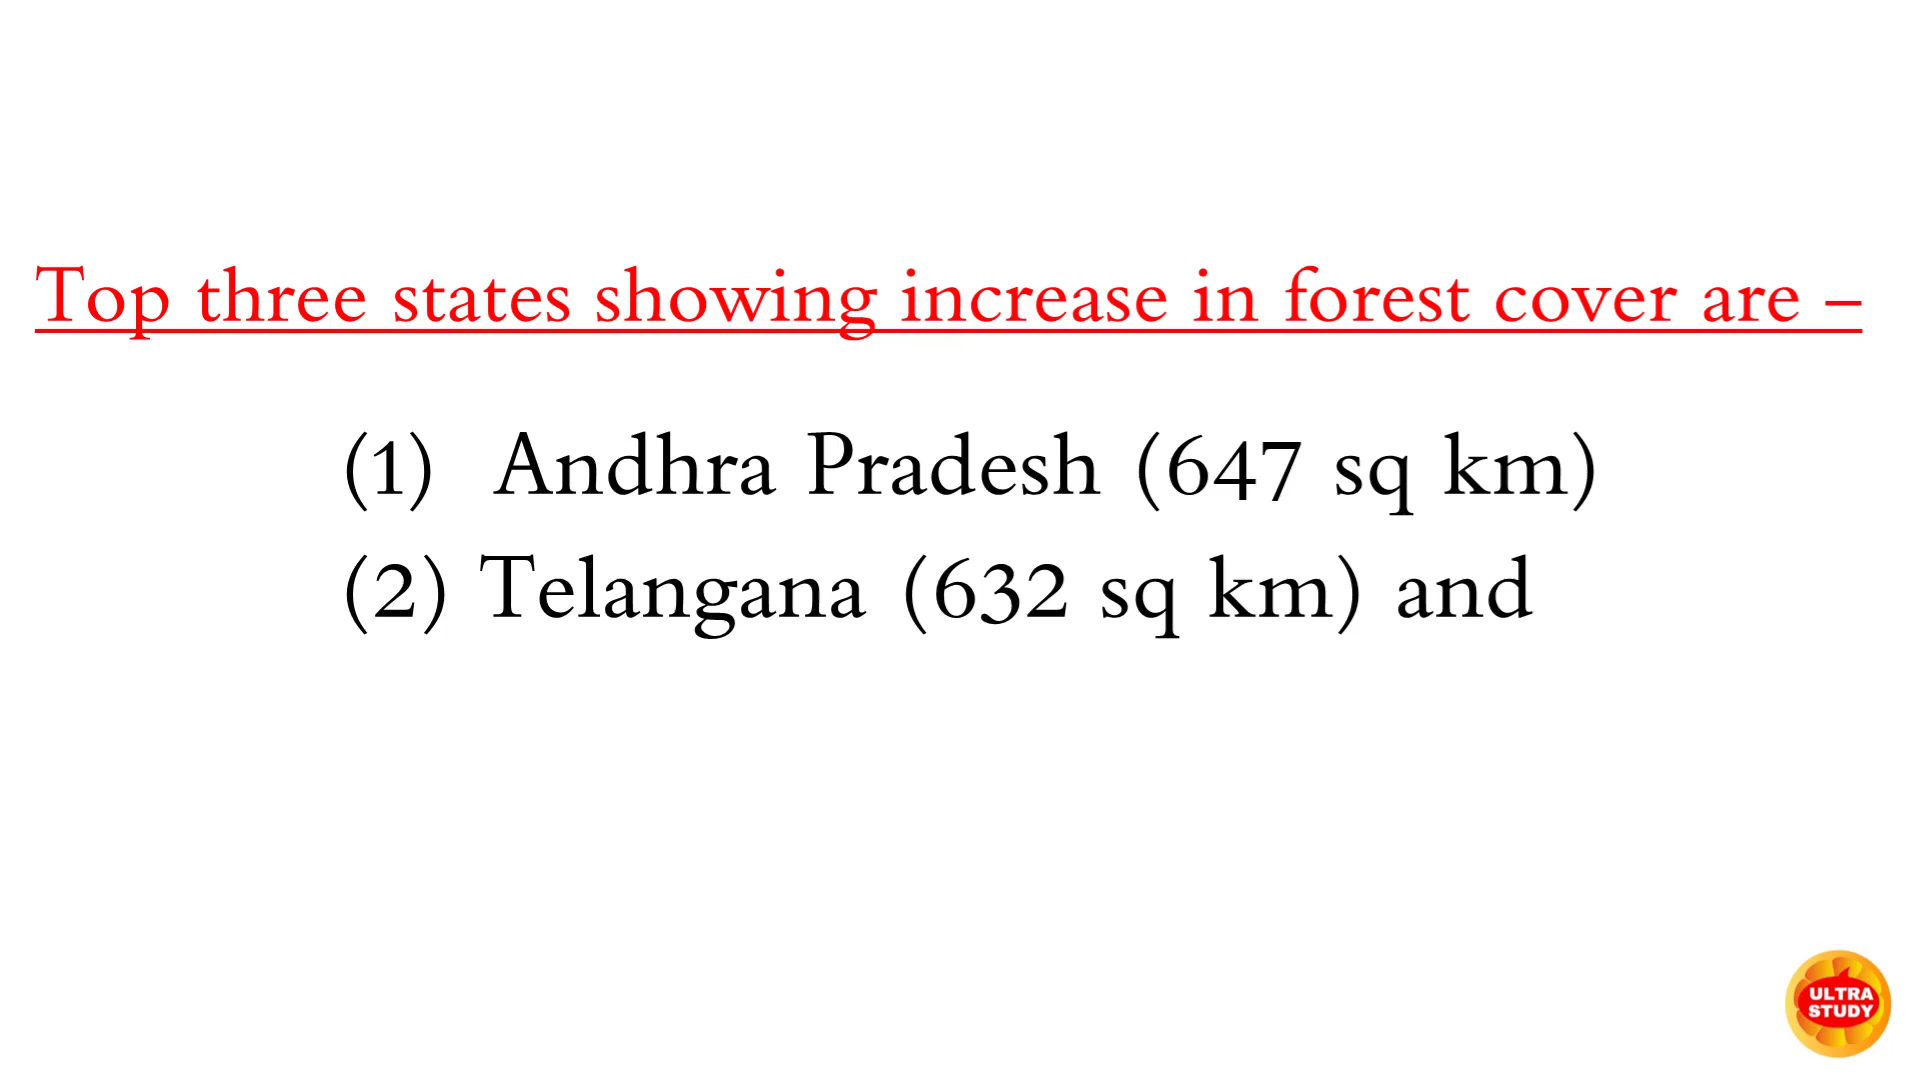 Top three states showing increase in forest cover are –
(1) Andhra Pradesh (647 sq km)
(2) Telangana (632 sq km) and
ULTRA
STUDY